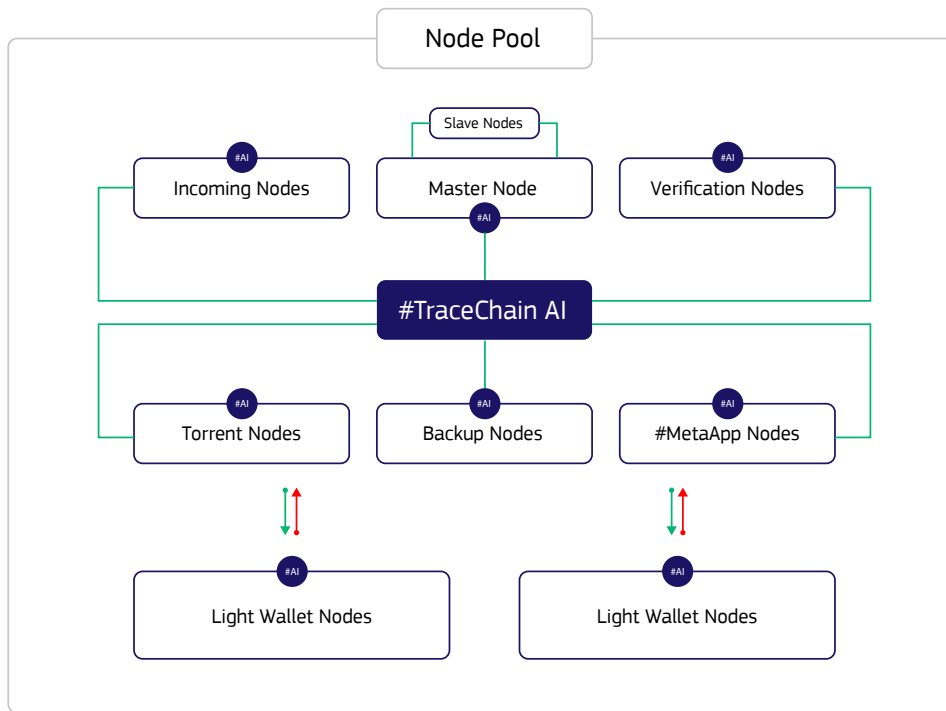 Node Pool
Slave Nodes
#AI
Incoming Nodes
Master Node
#AI
#AI
Verification Nodes
#TraceChain AI
#AI
Torrent Nodes
#AI
Backup Nodes
#AI
#MetaApp Nodes
#AI
Light Wallet Nodes
#AI
Light Wallet Nodes